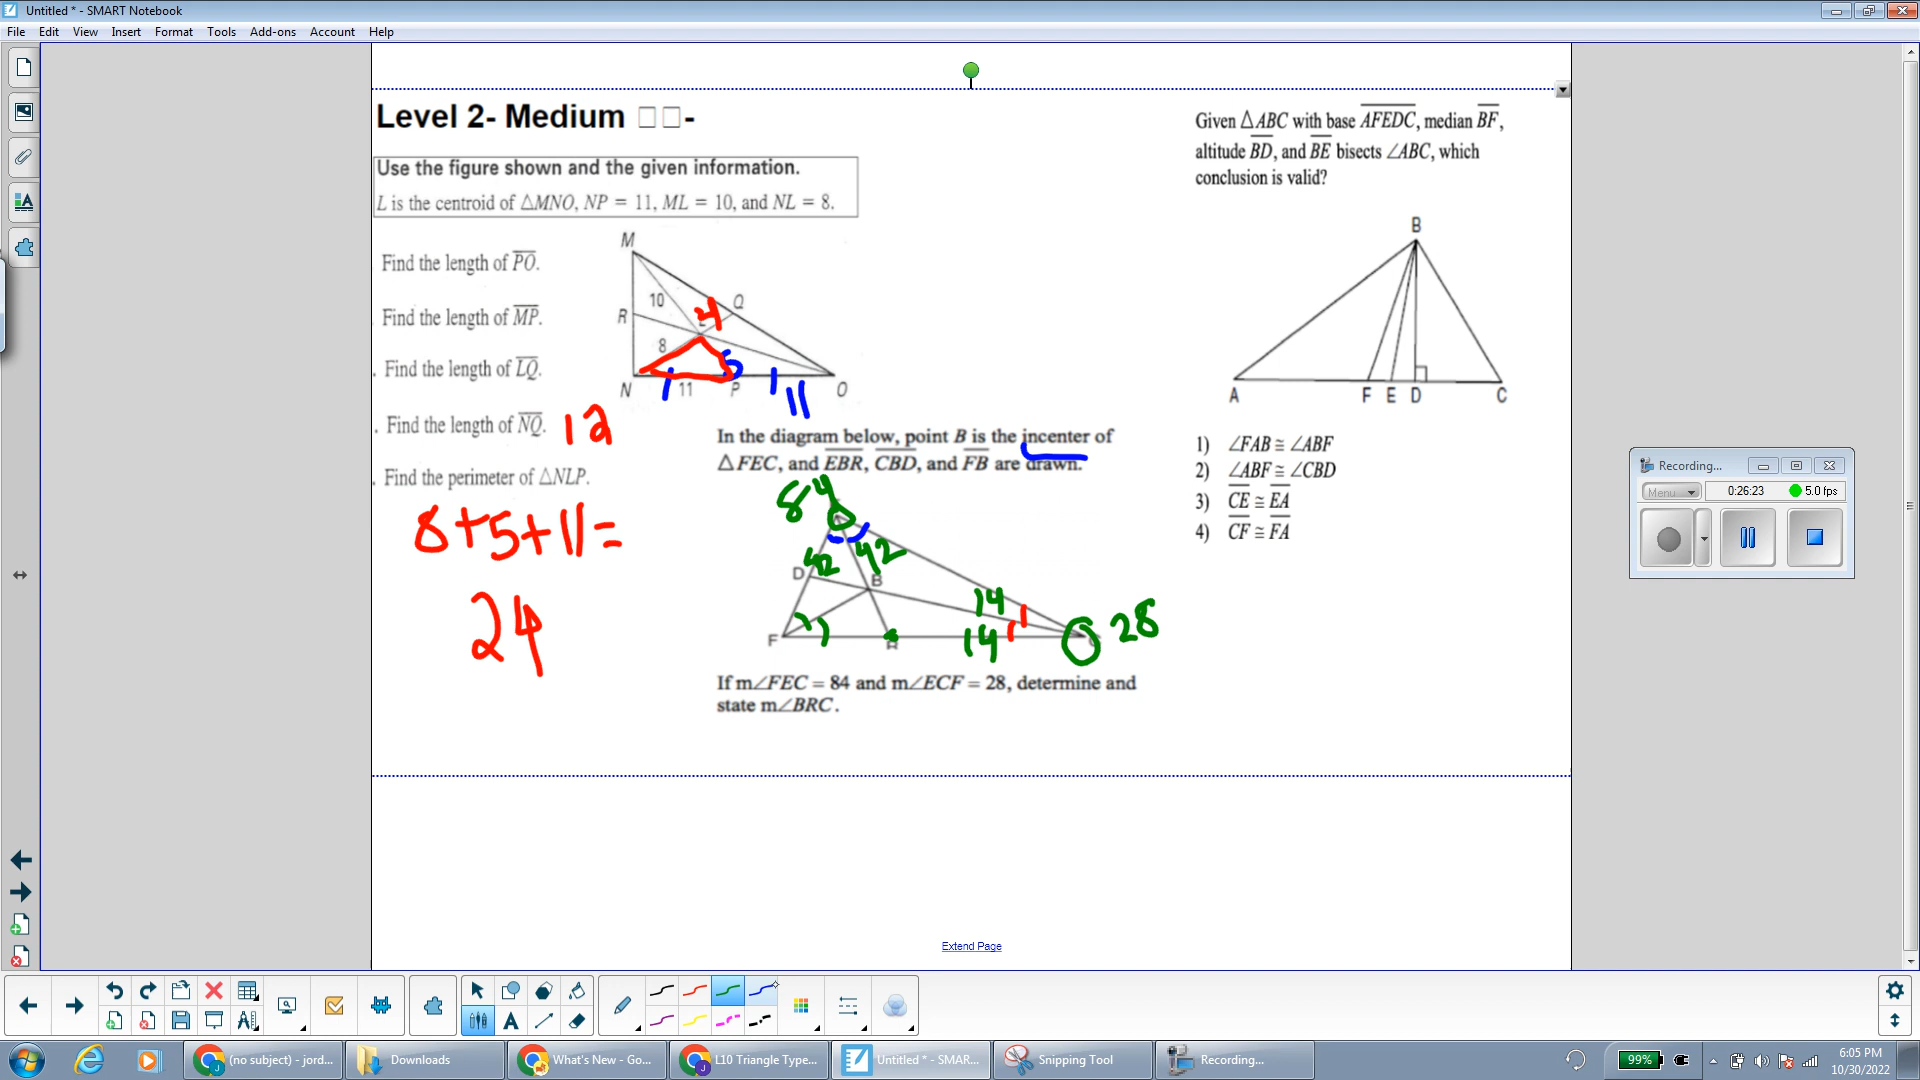 Untitled * - SMART Notebook
File Edit View Insert Format Tools Add-ons Account Help
Level 2- Medium □□-
Use the figure shown and the given information.
L is the centroid of △MNO, NP = 11, ML = 10, and NL = 8.
Find the length of PO.
Find the length of MP.
. Find the length of LQ.
. Find the length of NQ. 12
. Find the perimeter of △NLP.
8+5+11=
24
M
10
4
Q
R
8
5
N
11
P
11
O
In the diagram below, point B is the incenter of
△FEC, and EBR, CBD, and FB are drawn.
84
42
42
D
B
14
14
28
F
R
If m∠FEC = 84 and m∠ECF = 28, determine and
state m∠BRC.
Given △ABC with base AFEDC, median BF,
altitude BD, and BE bisects ∠ABC, which
conclusion is valid?
B
A F E D C
1) ∠FAB ≅ ∠ABF
2) ∠ABF ≅ ∠CBD
3) CE ≅ EA
4) CF ≅ FA
Recording...
Menu 0:26:23 5.0 fps
Extend Page
(no subject) - jord...
Downloads
What's New - Go...
L10 Triangle Type...
Untitled * - SMAR...
Snipping Tool
Recording...
99%
6:05 PM
10/30/2022